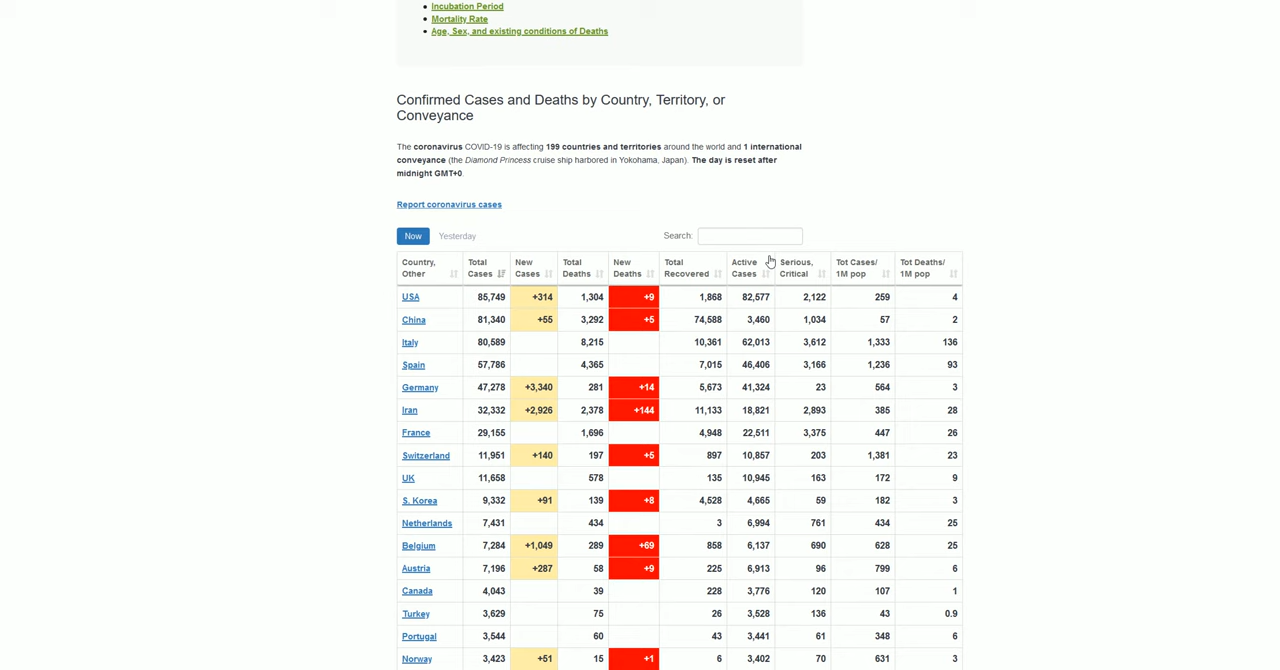 Incubation Period
Mortality Rate
Age, Sex, and existing conditions of Deaths
Confirmed Cases and Deaths by Country, Territory, or
Conveyance
The coronavirus COVID-19 is affecting 199 countries and territories around the world and 1 international
conveyance (the Diamond Princess cruise ship harbored in Yokohama, Japan). The day is reset after
midnight GMT+0.
Report coronavirus cases
Now Yesterday Search:
Country, Other Total Cases New Cases Total Deaths New Deaths Total Recovered Active Cases Serious, Critical Tot Cases/ 1M pop Tot Deaths/ 1M pop
USA 85,749 +314 1,304 +9 1,868 82,577 2,122 259 4
China 81,340 +55 3,292 +5 74,588 3,460 1,034 57 2
Italy 80,589 8,215 10,361 62,013 3,612 1,333 136
Spain 57,786 4,365 7,015 46,406 3,166 1,236 93
Germany 47,278 +3,340 281 +14 5,673 41,324 23 564 3
Iran 32,332 +2,926 2,378 +144 11,133 18,821 2,893 385 28
France 29,155 1,696 4,948 22,511 3,375 447 26
Switzerland 11,951 +140 197 +5 897 10,857 203 1,381 23
UK 11,658 578 135 10,945 163 172 9
S. Korea 9,332 +91 139 +8 4,528 4,665 59 182 3
Netherlands 7,431 434 3 6,994 761 434 25
Belgium 7,284 +1,049 289 +69 858 6,137 690 628 25
Austria 7,196 +287 58 +9 225 6,913 96 799 6
Canada 4,043 39 228 3,776 120 107 1
Turkey 3,629 75 26 3,528 136 43 0.9
Portugal 3,544 60 43 3,441 61 348 6
Norway 3,423 +51 15 +1 6 3,402 70 631 3